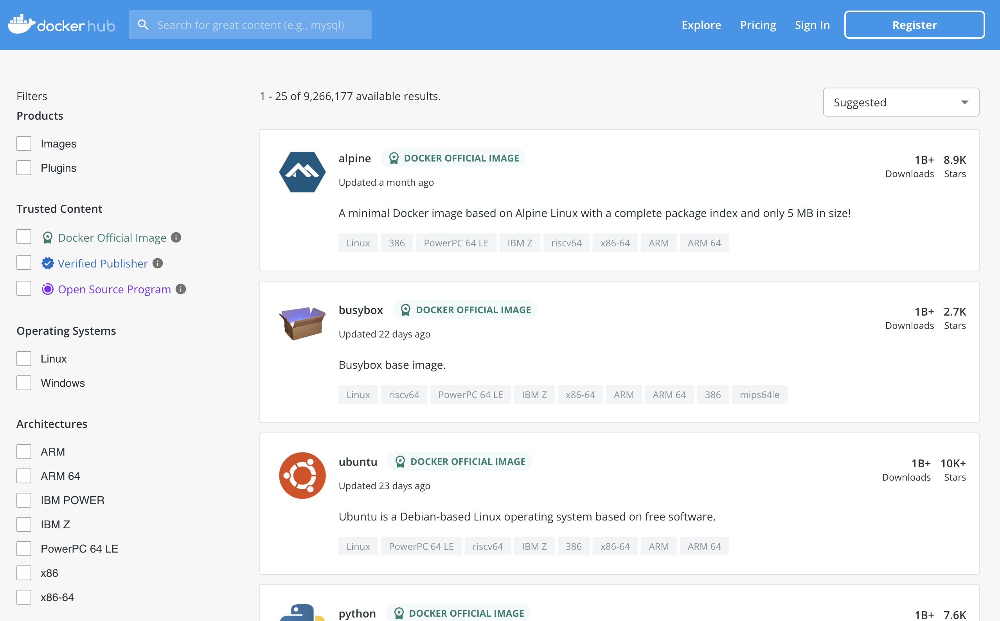 docker hub
Search for great content (e.g., mysql)
Explore Pricing Sign In Register
Filters
Products
Images
Plugins
Trusted Content
Docker Official Image
Verified Publisher
Open Source Program
Operating Systems
Linux
Windows
Architectures
ARM
ARM 64
IBM POWER
IBM Z
PowerPC 64 LE
x86
x86-64
1 - 25 of 9,266,177 available results.
Suggested
alpine DOCKER OFFICIAL IMAGE
Updated a month ago
1B+ 8.9K
Downloads Stars
A minimal Docker image based on Alpine Linux with a complete package index and only 5 MB in size!
Linux 386 PowerPC 64 LE IBM Z riscv64 x86-64 ARM ARM 64
busybox DOCKER OFFICIAL IMAGE
Updated 22 days ago
1B+ 2.7K
Downloads Stars
Busybox base image.
Linux riscv64 PowerPC 64 LE IBM Z x86-64 ARM ARM 64 386 mips64le
ubuntu DOCKER OFFICIAL IMAGE
Updated 23 days ago
1B+ 10K+
Downloads Stars
Ubuntu is a Debian-based Linux operating system based on free software.
Linux PowerPC 64 LE riscv64 IBM Z 386 x86-64 ARM ARM 64
python DOCKER OFFICIAL IMAGE
1B+ 7.6K